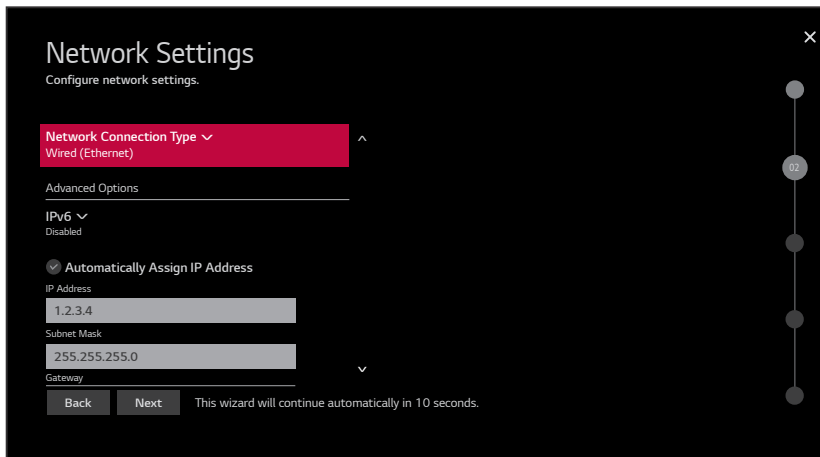 Network Settings
Configure network settings.
Network Connection Type
Wired (Ethernet)
Advanced Options
IPv6
Disabled
Automatically Assign IP Address
IP Address
1.2.3.4
Subnet Mask
255.255.255.0
Gateway
Back Next This wizard will continue automatically in 10 seconds.
02